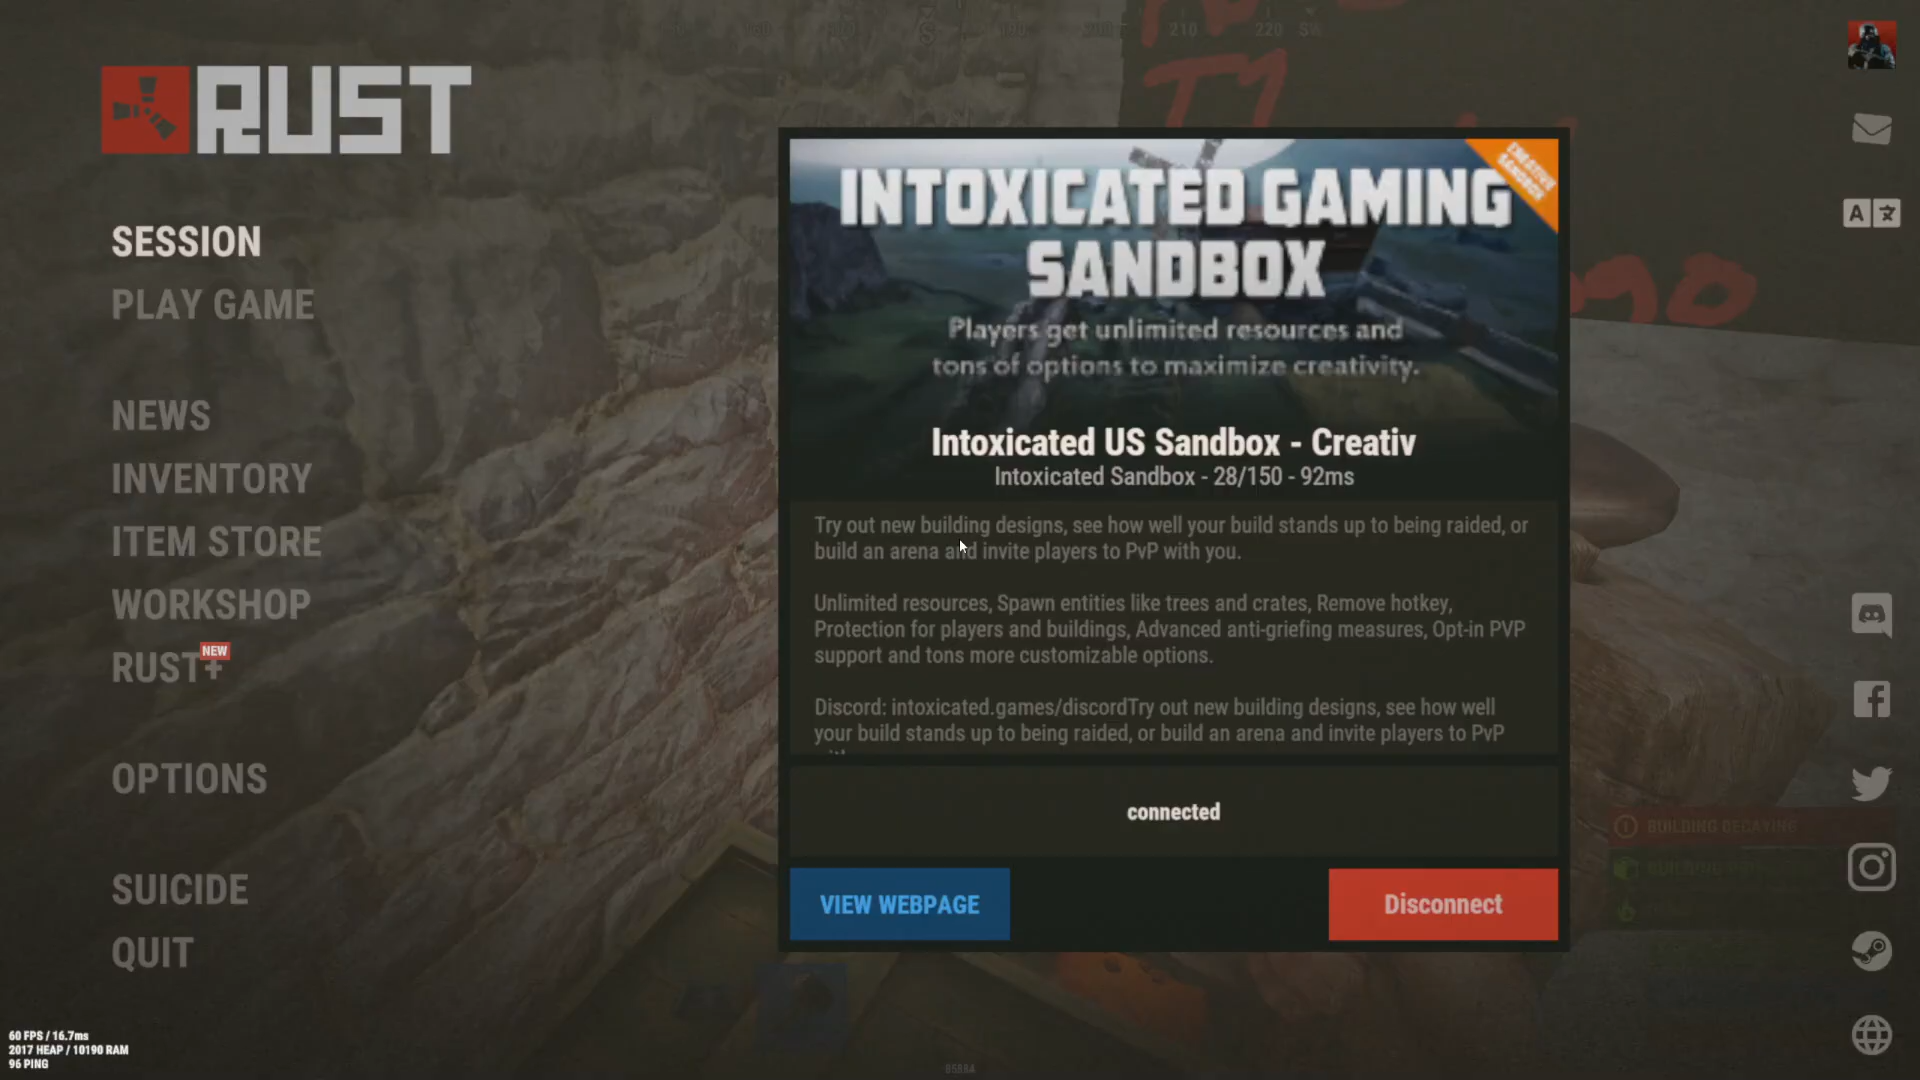 210 220
RUST
SESSION
PLAY GAME
NEWS
INVENTORY
ITEM STORE
WORKSHOP
RUST+
NEW
OPTIONS
SUICIDE
QUIT
60 FPS / 16.7ms
2017 HEAP / 10190 RAM
96 PING
CREATIVE
SANDBOX
INTOXICATED GAMING
SANDBOX
Players get unlimited resources and
tons of options to maximize creativity.
Intoxicated US Sandbox - Creativ
Intoxicated Sandbox - 28/150 - 92ms
Try out new building designs, see how well your build stands up to being raided, or
build an arena and invite players to PvP with you.
Unlimited resources, Spawn entities like trees and crates, Remove hotkey,
Protection for players and buildings, Advanced anti-griefing measures, Opt-in PVP
support and tons more customizable options.
Discord: intoxicated.games/discordTry out new building designs, see how well
your build stands up to being raided, or build an arena and invite players to PvP
connected
VIEW WEBPAGE
Disconnect
A
BUILDING DECAYING